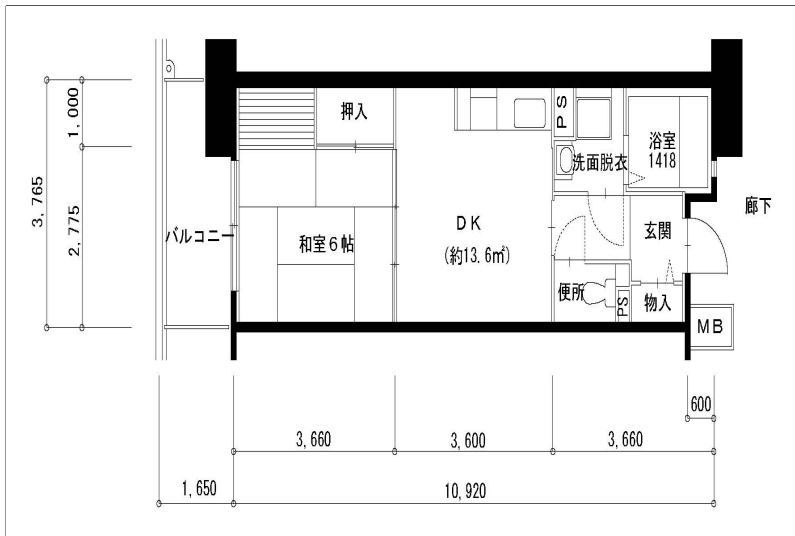 押入
PS
浴室
1418
洗面脱衣
1,000
3,765
2,775
バルコニー
和室6帖
DK
(約13.6㎡)
玄関
廊下
便所
PS
物入
MB
600
3,660
3,600
3,660
1,650
10,920